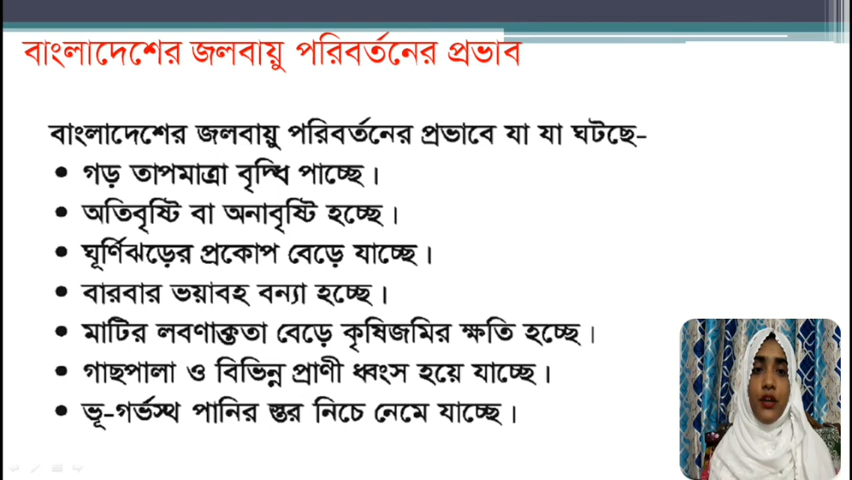 বাংলাদেশের জলবায়ু পরিবর্তনের প্রভাব
বাংলাদেশের জলবায়ু পরিবর্তনের প্রভাবে যা যা ঘটছে-
• গড় তাপমাত্রা বৃদ্ধি পাচ্ছে।
• অতিবৃষ্টি বা অনাবৃষ্টি হচ্ছে।
• ঘূর্ণিঝড়ের প্রকোপ বেড়ে যাচ্ছে।
• বারবার ভয়াবহ বন্যা হচ্ছে।
• মাটির লবণাক্ততা বেড়ে কৃষিজমির ক্ষতি হচ্ছে।
• গাছপালা ও বিভিন্ন প্রাণী ধ্বংস হয়ে যাচ্ছে।
• ভূ-গর্ভস্থ পানির স্তর নিচে নেমে যাচ্ছে।